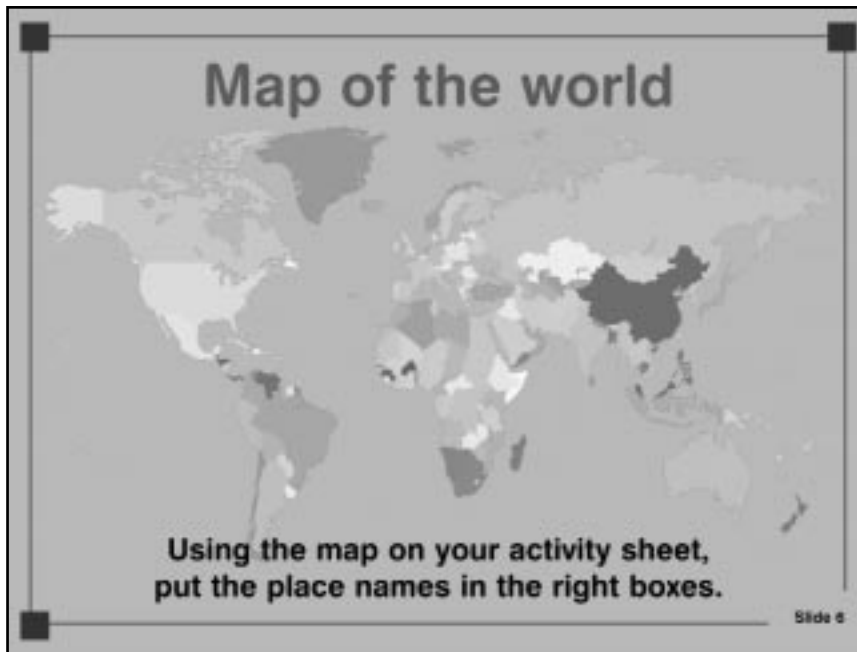 Map of the world
Using the map on your activity sheet,
put the place names in the right boxes.
Slide 6